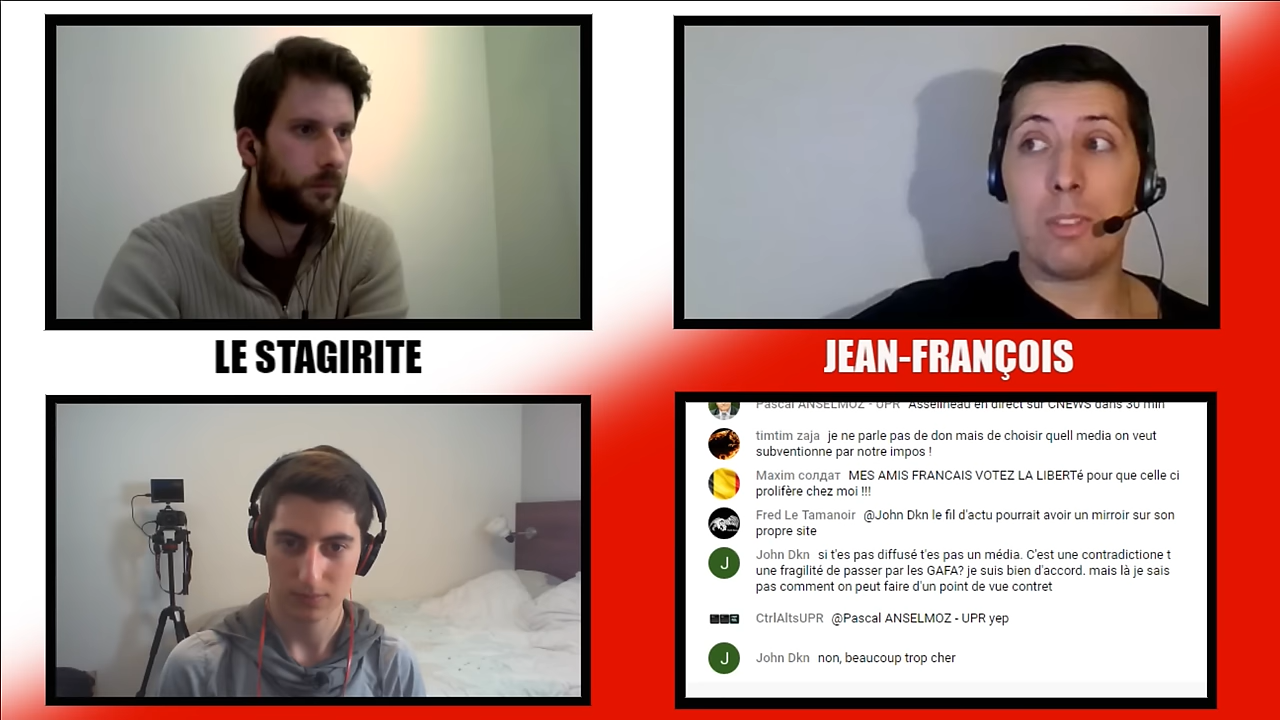 LE STAGIRITE
JEAN-FRANÇOIS
Pascal ANSELMOZ - UPR Asselineau en direct sur CNEWS dans 30 min
timtim zaja je ne parle pas de don mais de choisir quell media on veut
subventionne par notre impos !
Maxim солдат MES AMIS FRANCAIS VOTEZ LA LIBERTé pour que celle ci
prolifère chez moi !!!
Fred Le Tamanoir @John Dkn le fil d'actu pourrait avoir un mirroir sur son
propre site
J
John Dkn si t'es pas diffusé t'es pas un média. C'est une contradictione t
une fragilité de passer par les GAFA? je suis bien d'accord. mais là je sais
pas comment on peut faire d'un point de vue contret
CtrlAltsUPR @Pascal ANSELMOZ - UPR yep
J
John Dkn non, beaucoup trop cher